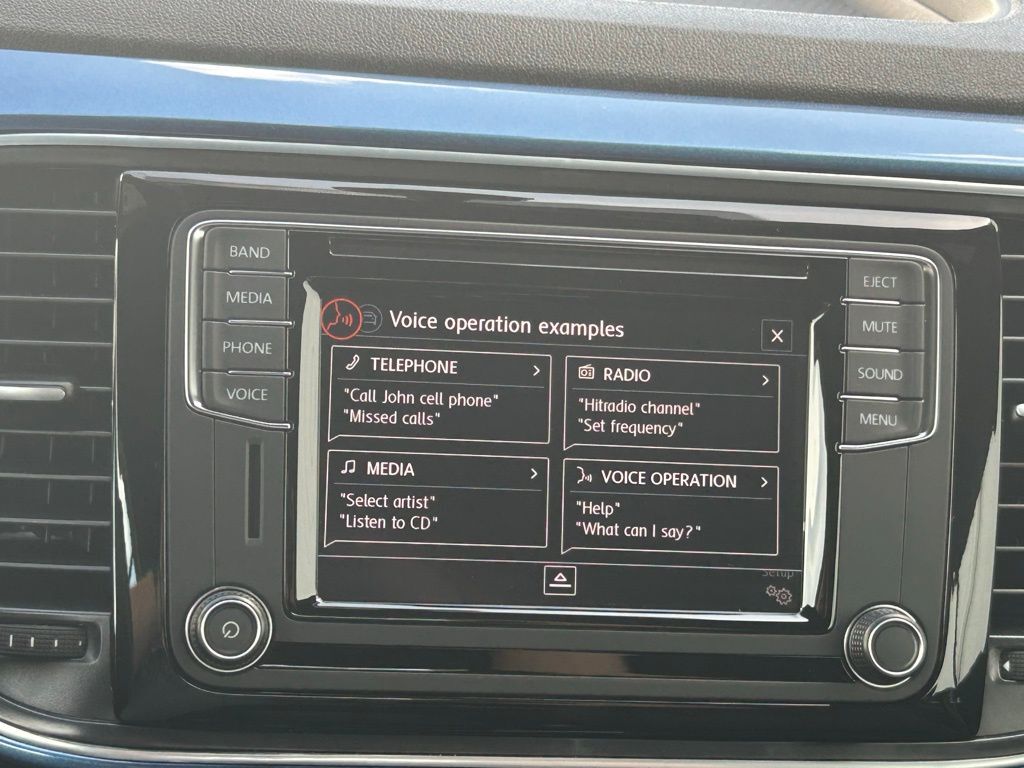 BAND
MEDIA
PHONE
VOICE
Voice operation examples
TELEPHONE
"Call John cell phone"
"Missed calls"
RADIO
"Hitradio channel"
"Set frequency"
MEDIA
"Select artist"
"Listen to CD"
VOICE OPERATION
"Help"
"What can I say?"
Setup
EJECT
MUTE
SOUND
MENU